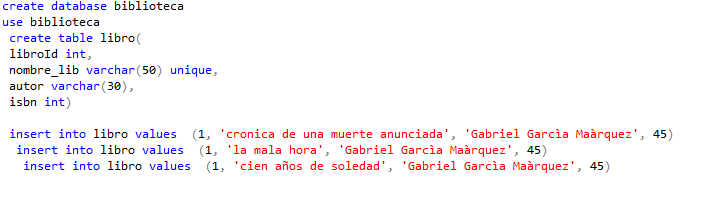 create database biblioteca
use biblioteca
create table libro(
libroId int,
nombre_lib varchar(50) unique,
autor varchar(30),
isbn int)
insert into libro values  (1, 'cronica de una muerte anunciada', 'Gabriel Garcìa Maàrquez', 45)
insert into libro values  (1, 'la mala hora', 'Gabriel Garcìa Maàrquez', 45)
insert into libro values  (1, 'cien años de soledad', 'Gabriel Garcìa Maàrquez', 45)